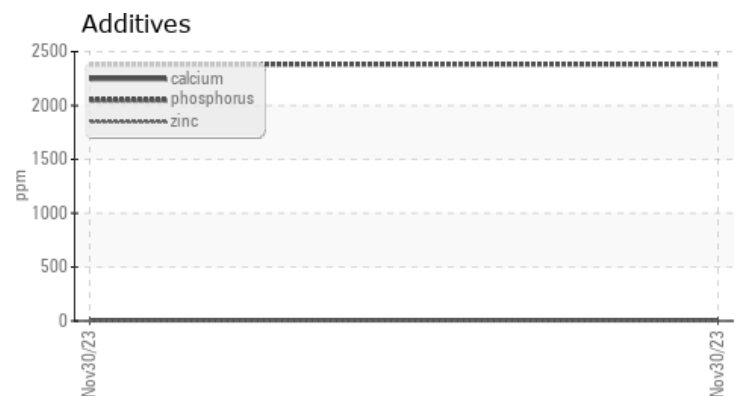 Additives
2500
2000
1500
1000
500
0
ppm
calcium
phosphorus
zinc
Nov30/23
Nov30/23